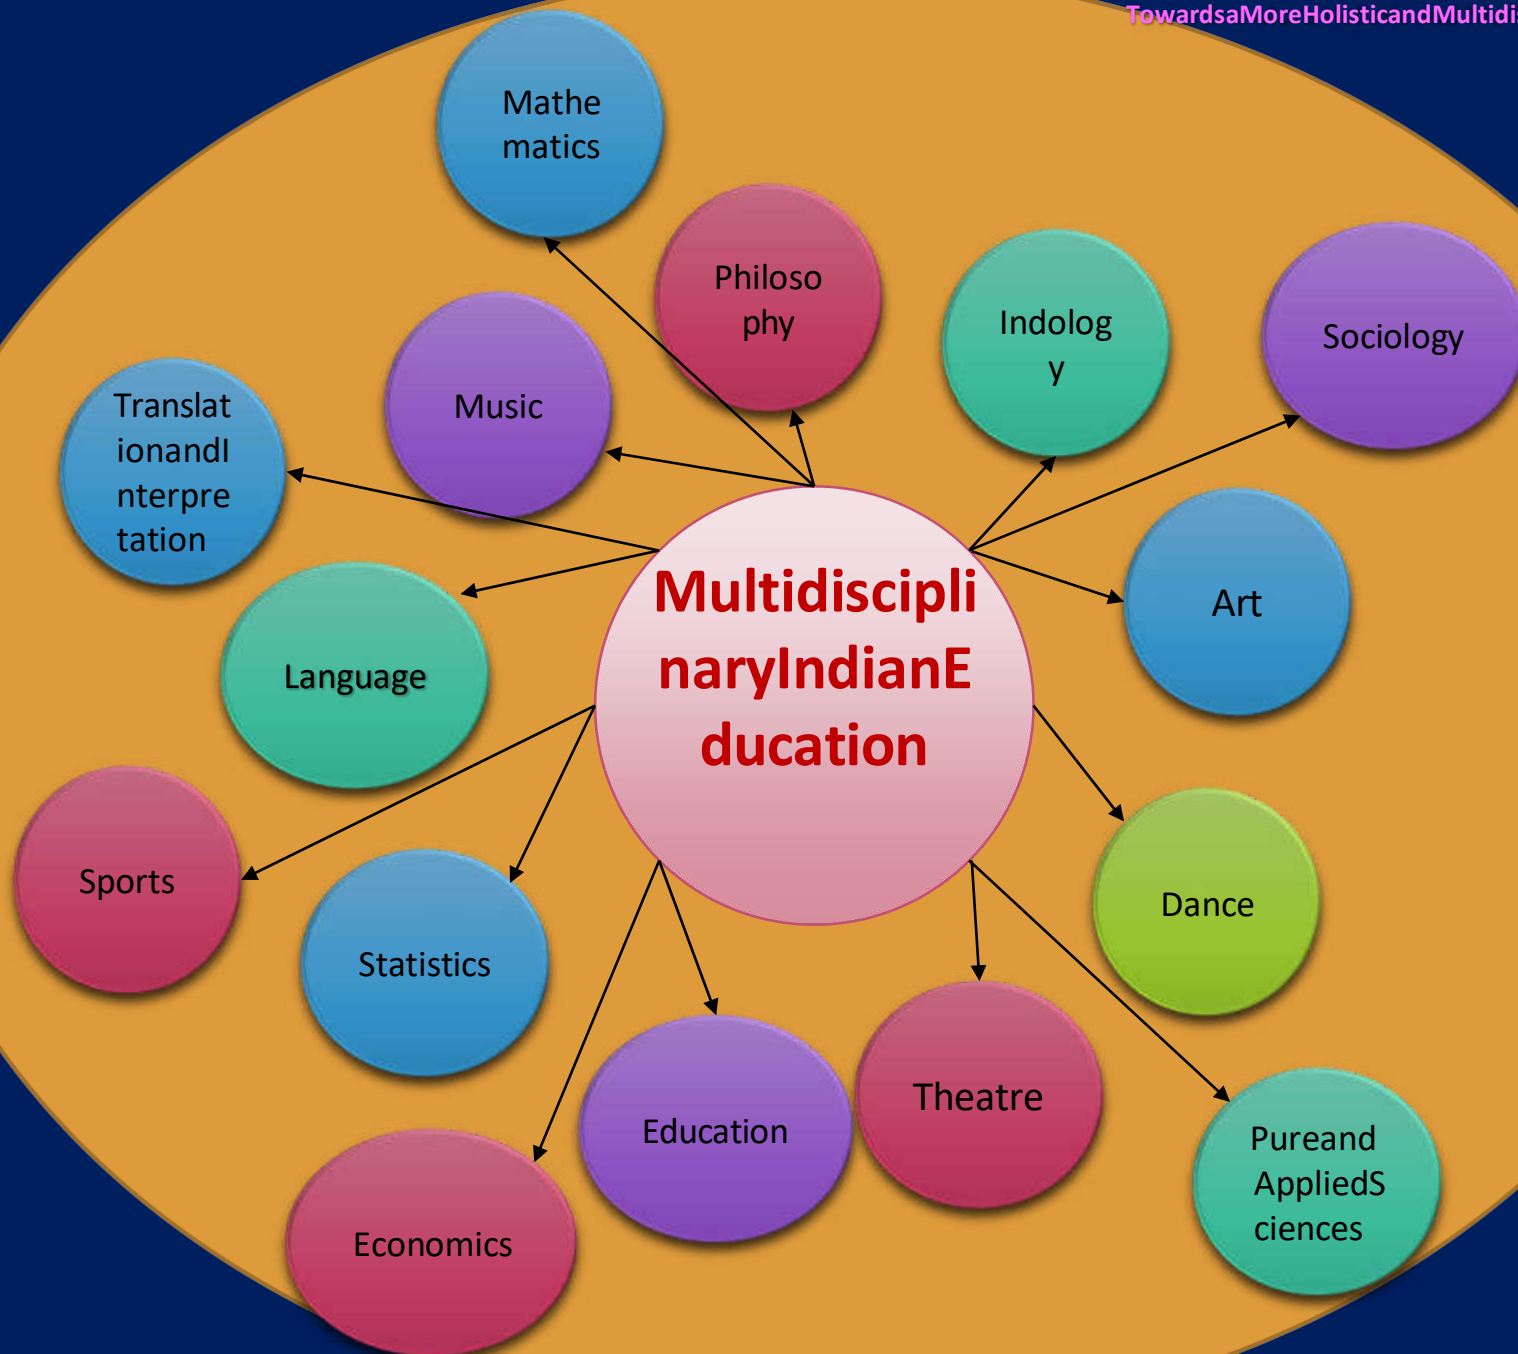 TowardsaMoreHolisticandMultidis
Mathe
matics
Philoso
phy
Indolog
y
Sociology
Music
Translat
ionandI
nterpre
tation
Art
Multidiscipli
naryIndianE
ducation
Language
Sports
Dance
Statistics
Theatre
Education
Pureand
AppliedS
ciences
Economics